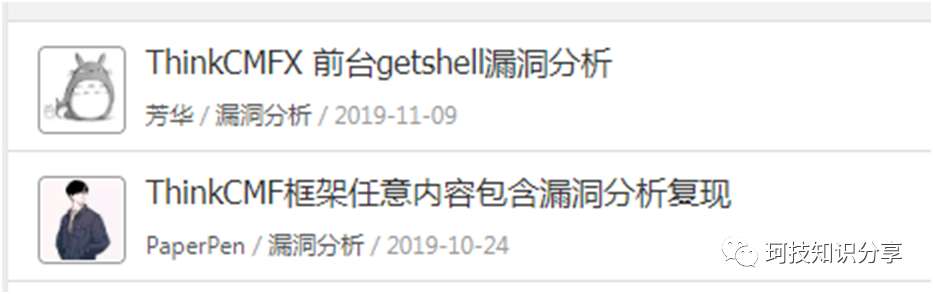 ThinkCMFX 前台getshell漏洞分析
芳华 / 漏洞分析 / 2019-11-09
ThinkCMF框架任意内容包含漏洞分析复现
PaperPen / 漏洞分析 / 2019-10-24
珂技知识分享